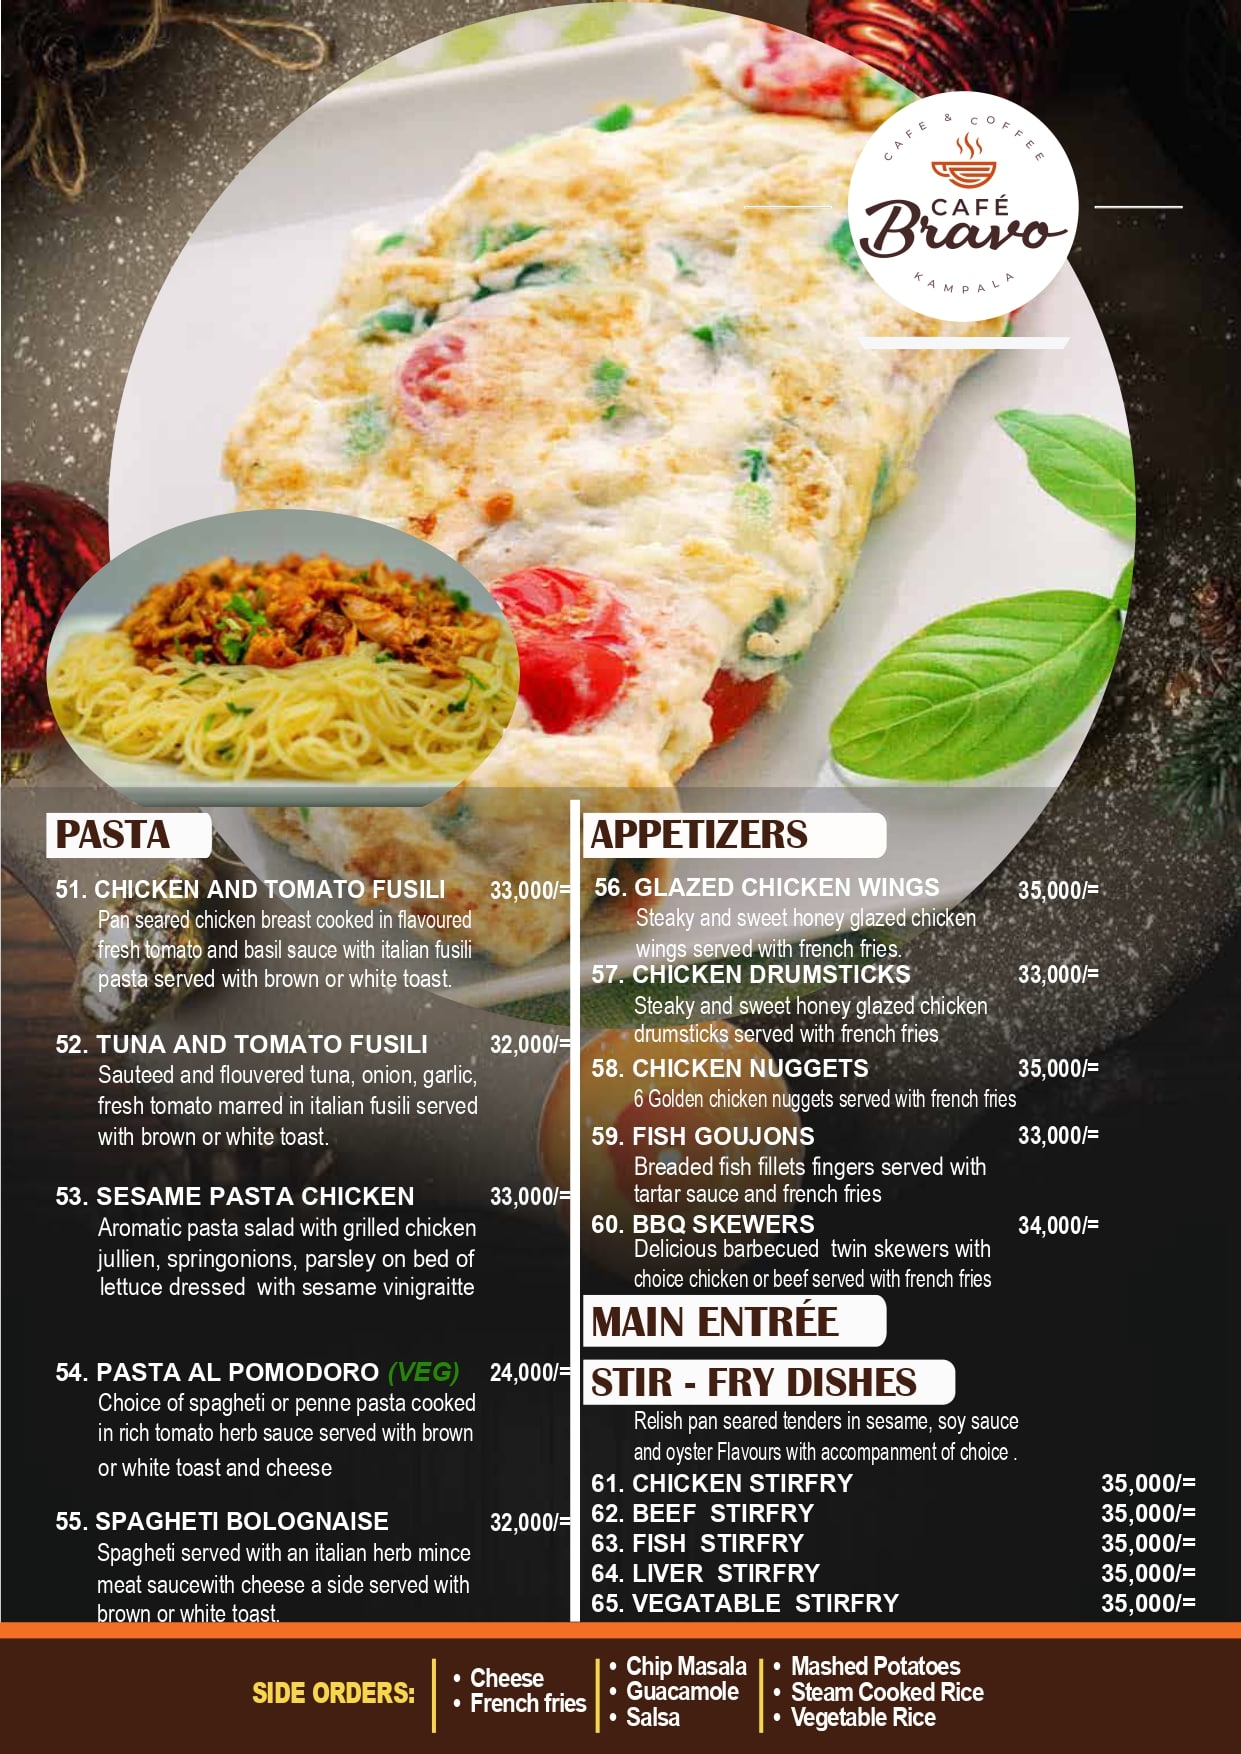 CAFE & COFFEE
CAFÉ
Bravo
KAMPALA
PASTA
51. CHICKEN AND TOMATO FUSILI 33,000/=
Pan seared chicken breast cooked in flavoured
fresh tomato and basil sauce with italian fusili
pasta served with brown or white toast.
52. TUNA AND TOMATO FUSILI 32,000/=
Sauteed and flouvered tuna, onion, garlic,
fresh tomato marred in italian fusili served
with brown or white toast.
53. SESAME PASTA CHICKEN 33,000/=
Aromatic pasta salad with grilled chicken
jullien, springonions, parsley on bed of
lettuce dressed with sesame vinigraitte
54. PASTA AL POMODORO (VEG) 24,000/=
Choice of spagheti or penne pasta cooked
in rich tomato herb sauce served with brown
or white toast and cheese
55. SPAGHETI BOLOGNAISE 32,000/=
Spagheti served with an italian herb mince
meat saucewith cheese a side served with
brown or white toast.
APPETIZERS
56. GLAZED CHICKEN WINGS 35,000/=
Steaky and sweet honey glazed chicken
wings served with french fries.
57. CHICKEN DRUMSTICKS 33,000/=
Steaky and sweet honey glazed chicken
drumsticks served with french fries
58. CHICKEN NUGGETS 35,000/=
6 Golden chicken nuggets served with french fries
59. FISH GOUJONS 33,000/=
Breaded fish fillets fingers served with
tartar sauce and french fries
60. BBQ SKEWERS 34,000/=
Delicious barbecued twin skewers with
choice chicken or beef served with french fries
MAIN ENTRÉE
STIR - FRY DISHES
Relish pan seared tenders in sesame, soy sauce
and oyster Flavours with accompanment of choice .
61. CHICKEN STIRFRY 35,000/=
62. BEEF STIRFRY 35,000/=
63. FISH STIRFRY 35,000/=
64. LIVER STIRFRY 35,000/=
65. VEGATABLE STIRFRY 35,000/=
SIDE ORDERS:
• Cheese
• French fries
• Chip Masala
• Guacamole
• Salsa
• Mashed Potatoes
• Steam Cooked Rice
• Vegetable Rice